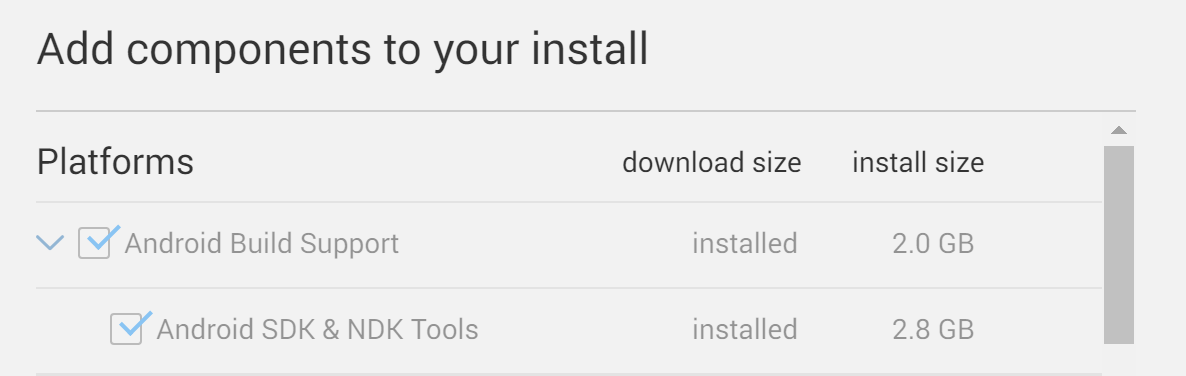 Add components to your install
Platforms download size install size
Android Build Support installed 2.0 GB
Android SDK & NDK Tools installed 2.8 GB